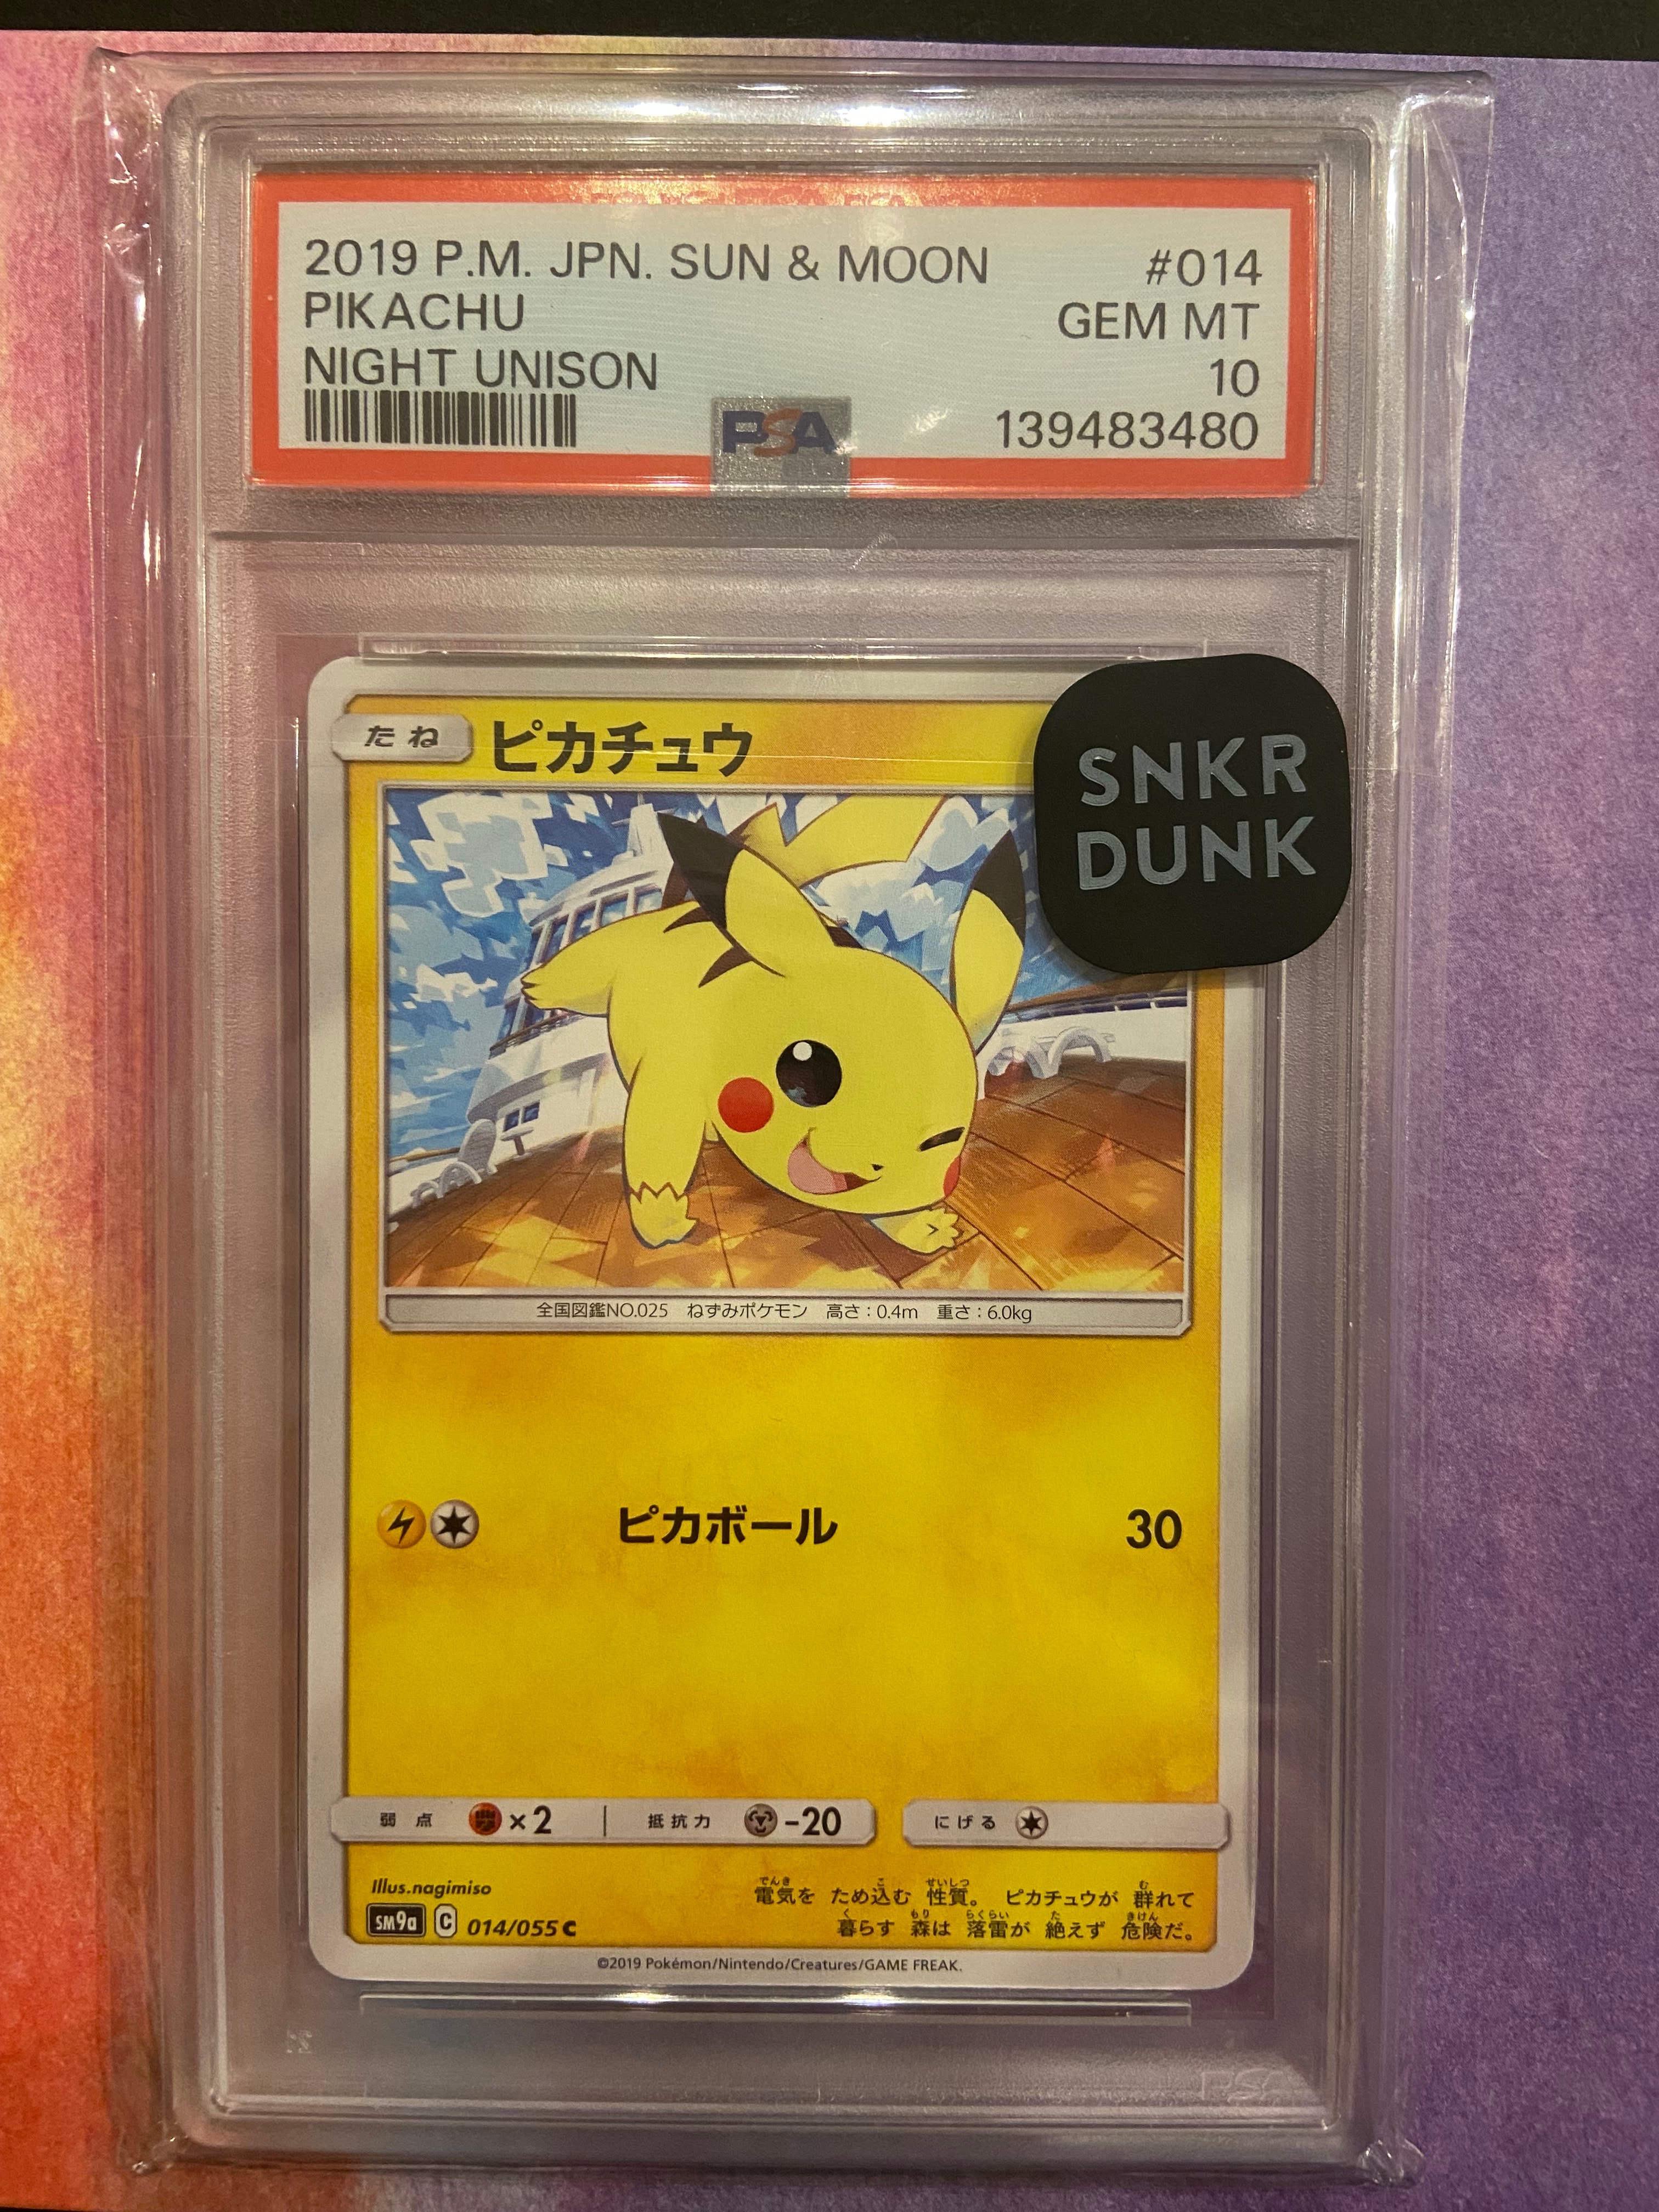 2019 P.M. JPN. SUN & MOON #014
PIKACHU GEM MT
NIGHT UNISON 10
PSA 139483480
SNKR
DUNK
たね ピカチュウ
全国図鑑NO.025 ねずみポケモン 高さ:0.4m 重さ:6.0kg
ピカボール 30
弱点 ×2 抵抗力 -20 にげる
Illus.nagimiso
電気を ため込む 性質。 ピカチュウが 群れて
暮らす 森は 落雷が 絶えず 危険だ。
SM9a C 014/055 C
©2019 Pokémon/Nintendo/Creatures/GAME FREAK.